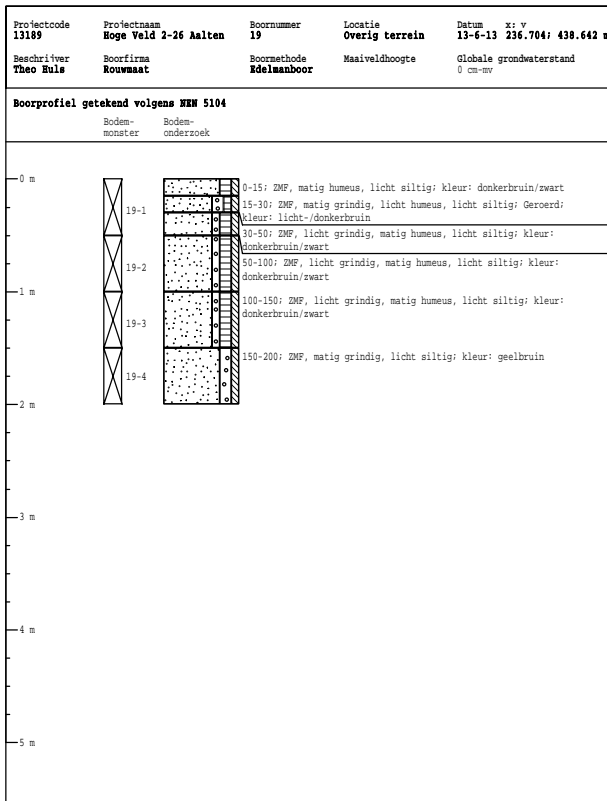 Projectcode Projectnaam Boornummer Locatie Datum x; y
13189 Hoge Veld 2-26 Aalten 19 Overig terrein 13-6-13 236.704; 438.642 m
Beschrijver Boorfirma Boormethode Maaiveldhoogte Globale grondwaterstand
Theo Huls Rouwmaat Edelmanboor 0 cm-mv
Boorprofiel getekend volgens NEN 5104
Bodem- Bodem-
monster onderzoek
0 m
0-15; ZMF, matig humeus, licht siltig; kleur: donkerbruin/zwart
15-30; ZMF, matig grindig, licht humeus, licht siltig; Geroerd;
19-1
kleur: licht-/donkerbruin
30-50; ZMF, licht grindig, matig humeus, licht siltig; kleur:
donkerbruin/zwart
50-100; ZMF, licht grindig, matig humeus, licht siltig; kleur:
19-2
donkerbruin/zwart
1 m
100-150; ZMF, licht grindig, matig humeus, licht siltig; kleur:
donkerbruin/zwart
19-3
150-200; ZMF, matig grindig, licht siltig; kleur: geelbruin
19-4
2 m
3 m
4 m
5 m